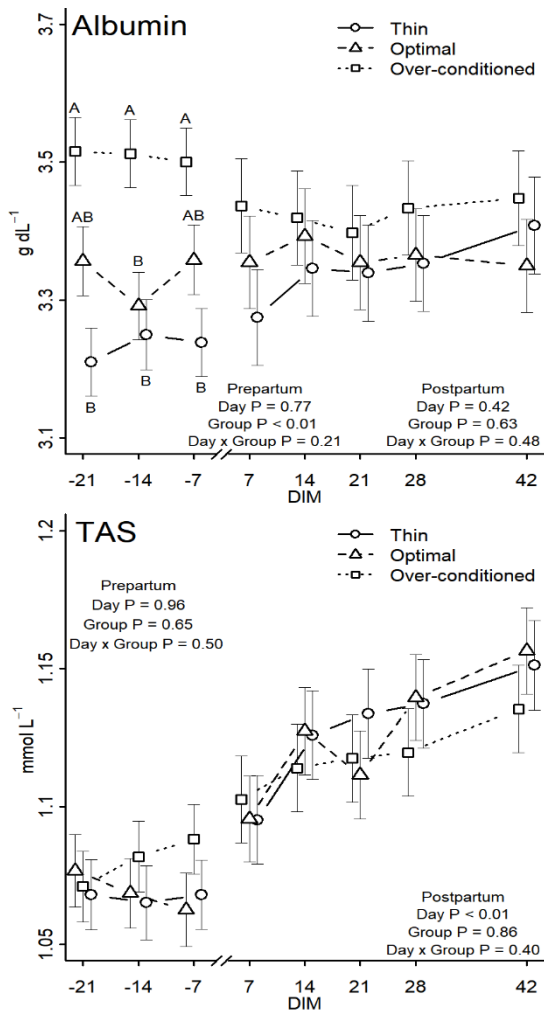 Albumin
Thin
Optimal
Over-conditioned
3.7
3.5
3.3
3.1
g dL⁻¹
A
A
A
AB
B
AB
B
B
B
Prepartum
Day P = 0.77
Group P < 0.01
Day x Group P = 0.21
Postpartum
Day P = 0.42
Group P = 0.63
Day x Group P = 0.48
-21 -14 -7 7 14 21 28 42
DIM
TAS
Thin
Optimal
Over-conditioned
1.2
1.15
1.1
1.05
mmol L⁻¹
Prepartum
Day P = 0.96
Group P = 0.65
Day x Group P = 0.50
Postpartum
Day P < 0.01
Group P = 0.86
Day x Group P = 0.40
-21 -14 -7 7 14 21 28 42
DIM